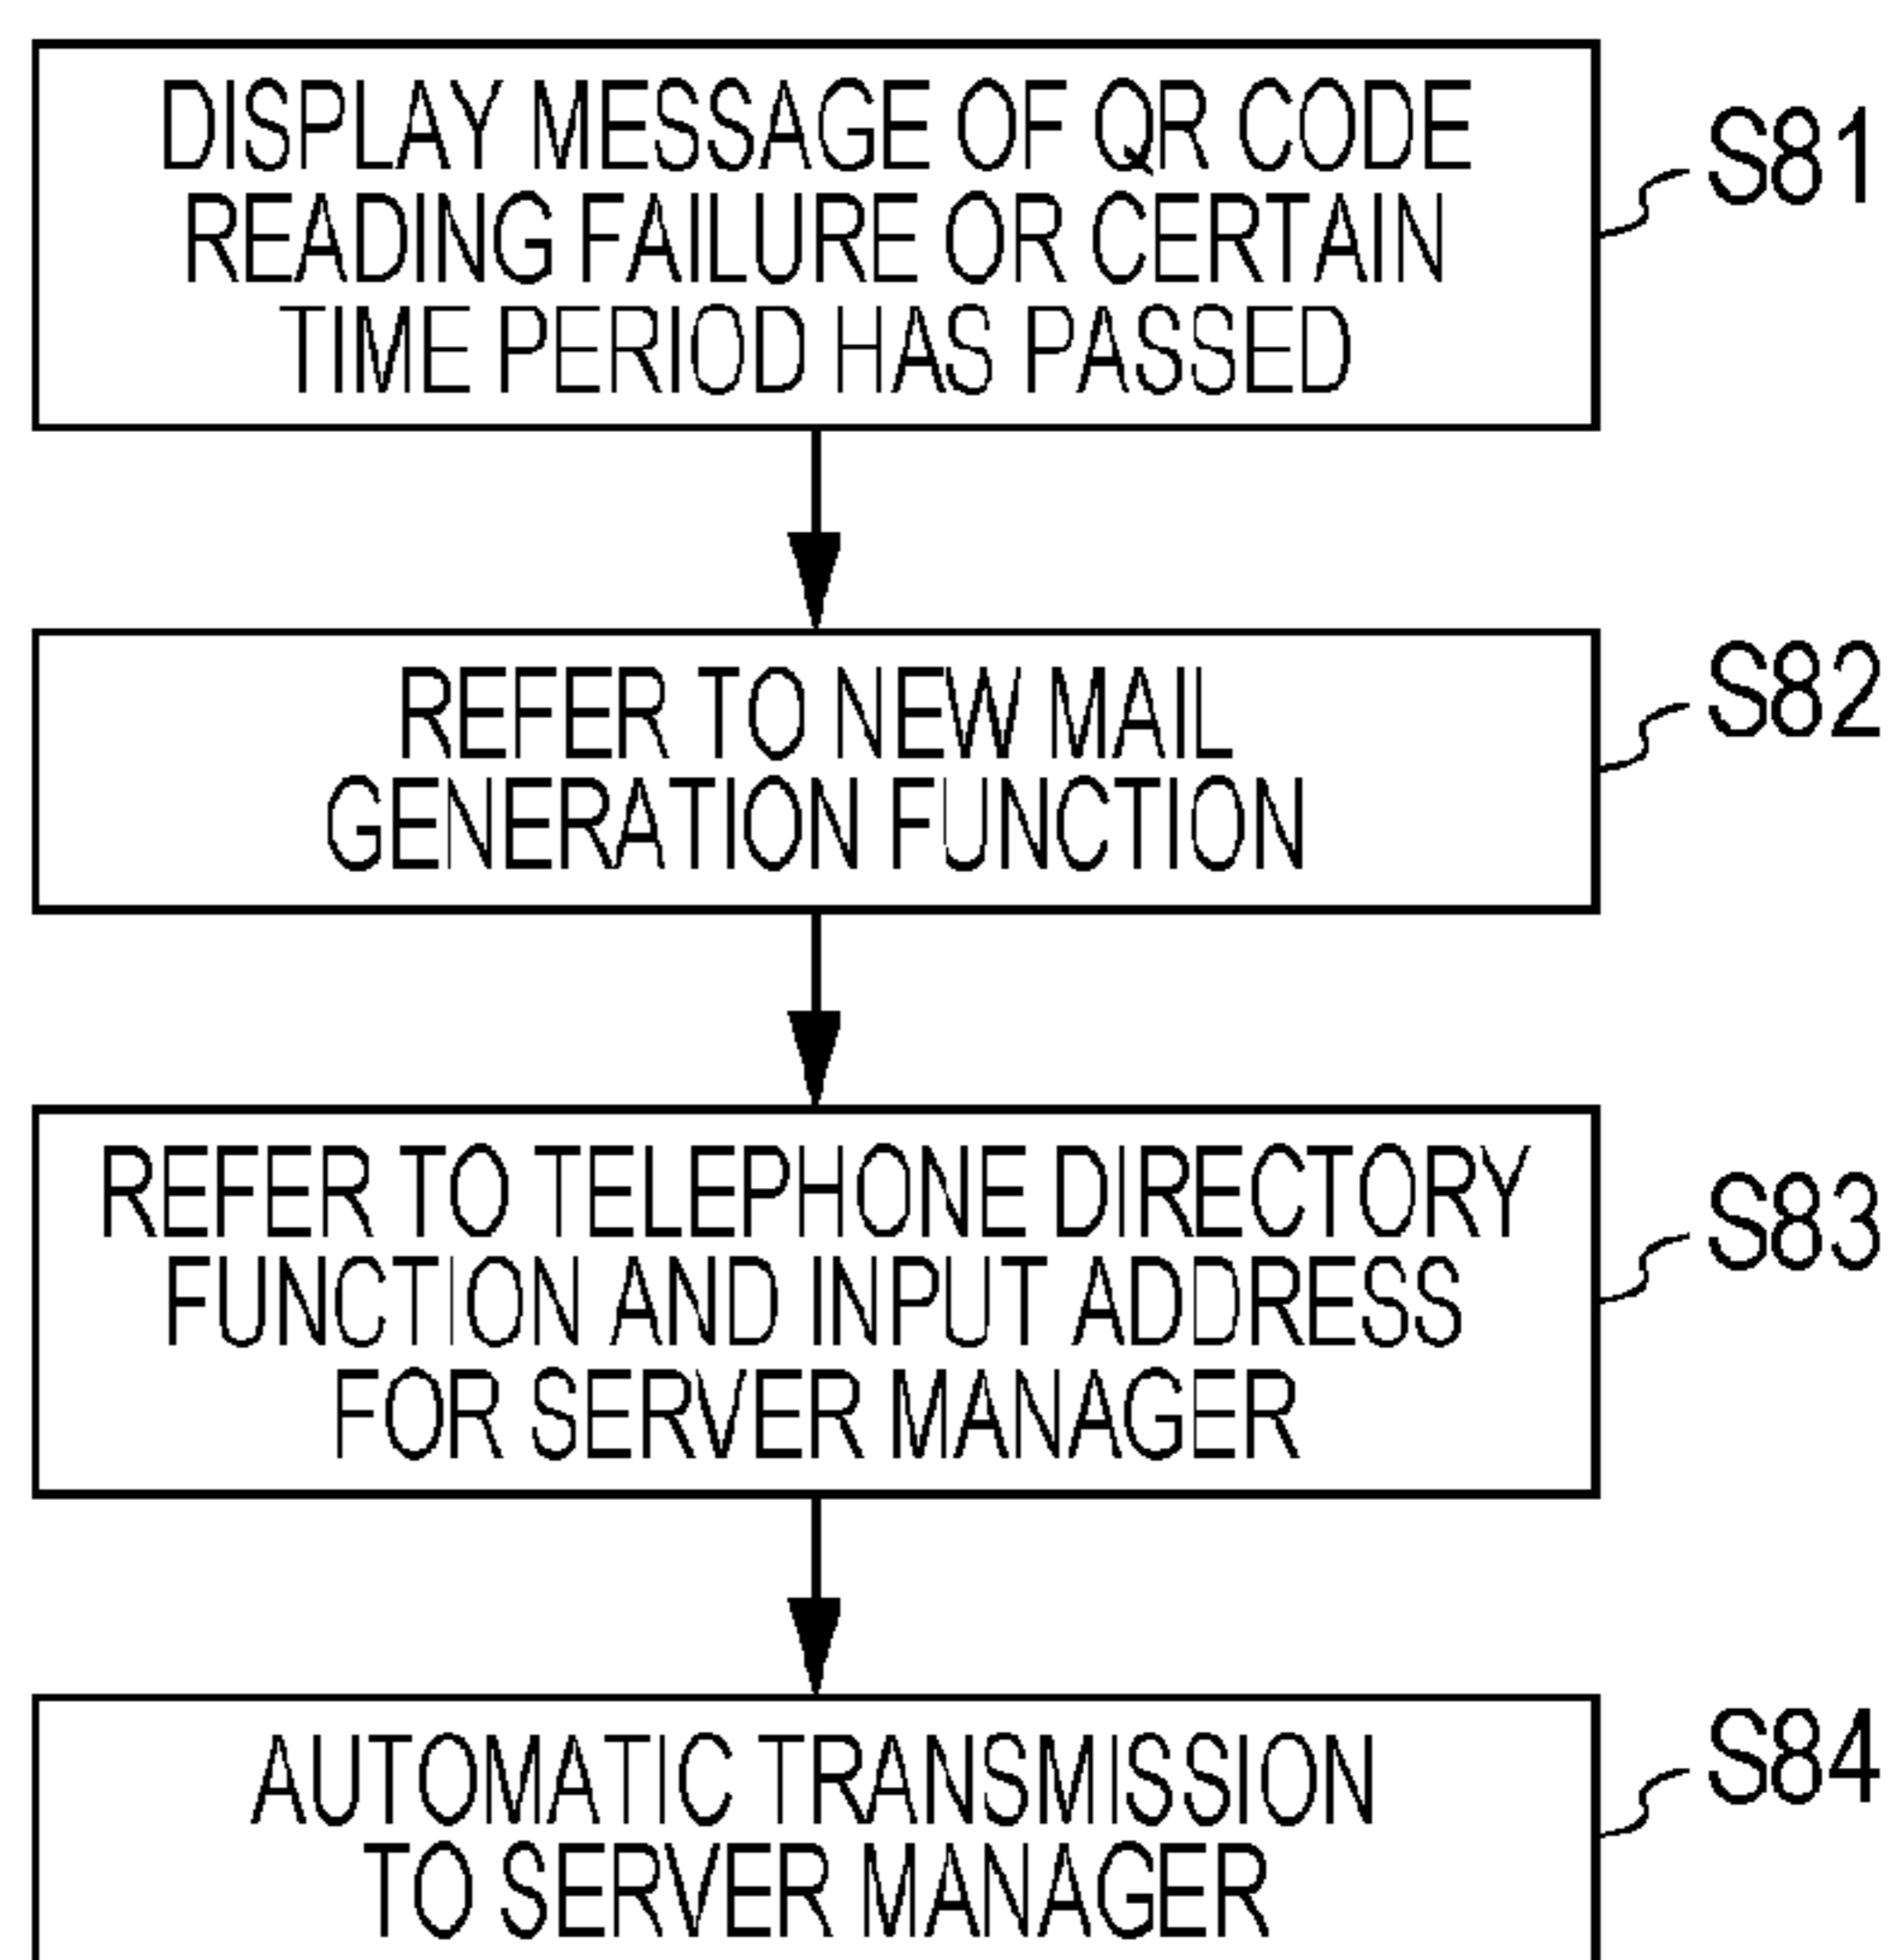 DISPLAY MESSAGE OF QR CODE
READING FAILURE OR CERTAIN
TIME PERIOD HAS PASSED
S81
REFER TO NEW MAIL
GENERATION FUNCTION
S82
REFER TO TELEPHONE DIRECTORY
FUNCTION AND INPUT ADDRESS
FOR SERVER MANAGER
S83
AUTOMATIC TRANSMISSION
TO SERVER MANAGER
S84